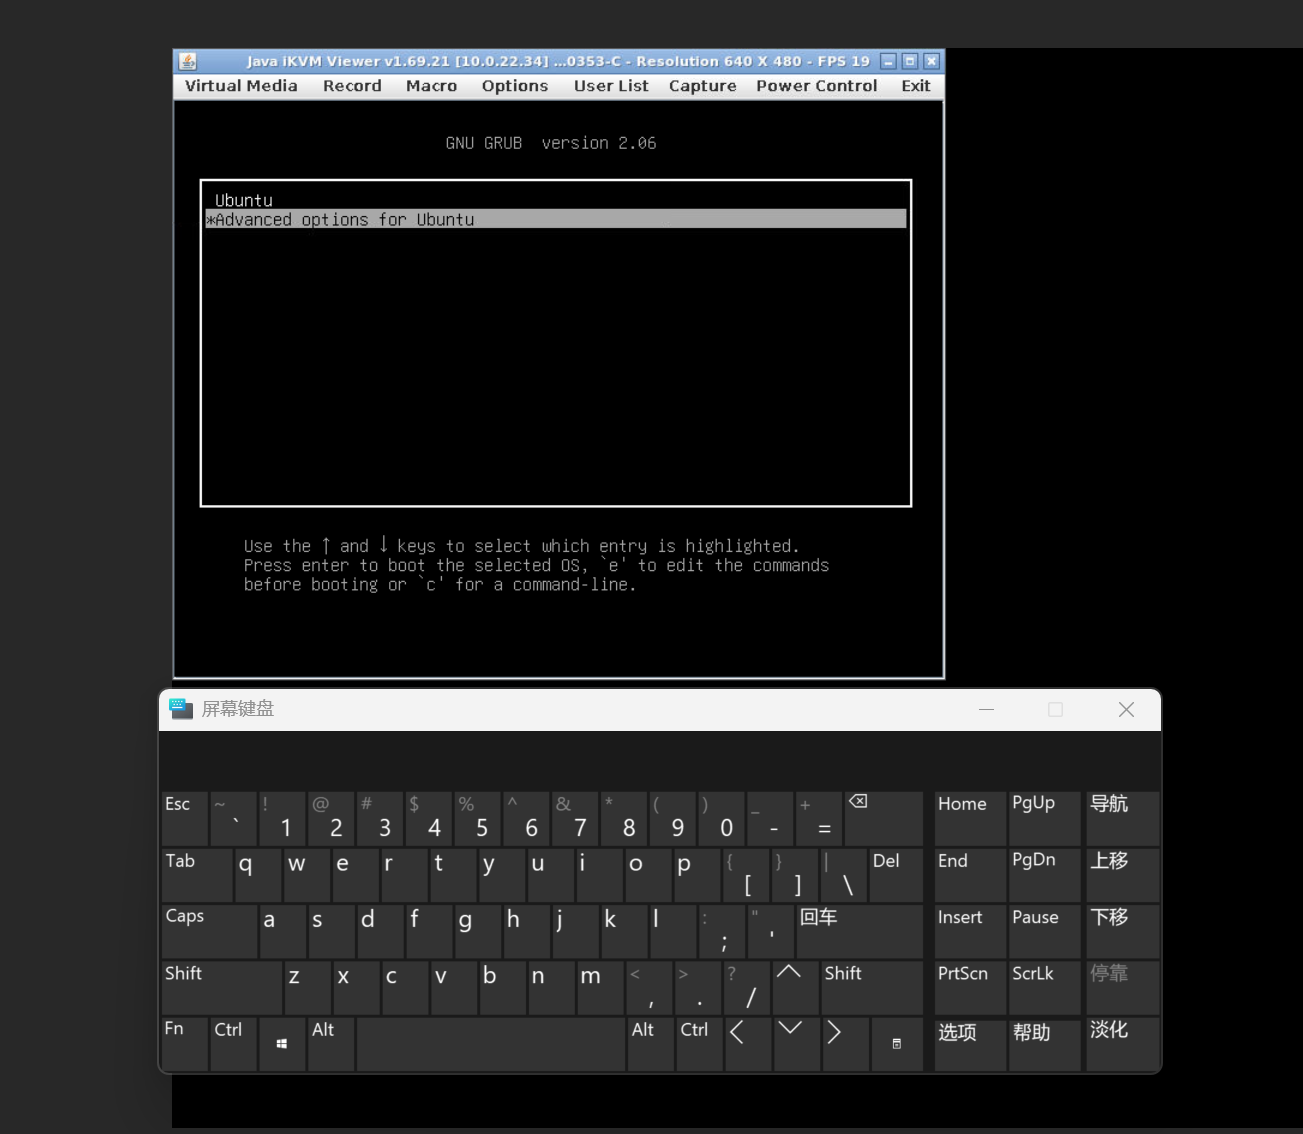 Java iKVM Viewer v1.69.21 [10.0.22.34] ...0353-C - Resolution 640 X 480 - FPS 19
Virtual Media Record Macro Options User List Capture Power Control Exit
GNU GRUB version 2.06
Ubuntu
*Advanced options for Ubuntu
Use the ↑ and ↓ keys to select which entry is highlighted.
Press enter to boot the selected OS, `e' to edit the commands
before booting or `c' for a command-line.
屏幕键盘
Esc ~ ` ! 1 @ 2 # 3 $ 4 % 5 ^ 6 & 7 * 8 ( 9 ) 0 _ - + = Home PgUp 导航
Tab q w e r t y u i o p { [ } ] | \ Del End PgDn 上移
Caps a s d f g h j k l : ; " ' 回车 Insert Pause 下移
Shift z x c v b n m < , > . ? / Shift PrtScn ScrLk 停靠
Fn Ctrl Alt Alt Ctrl 选项 帮助 淡化